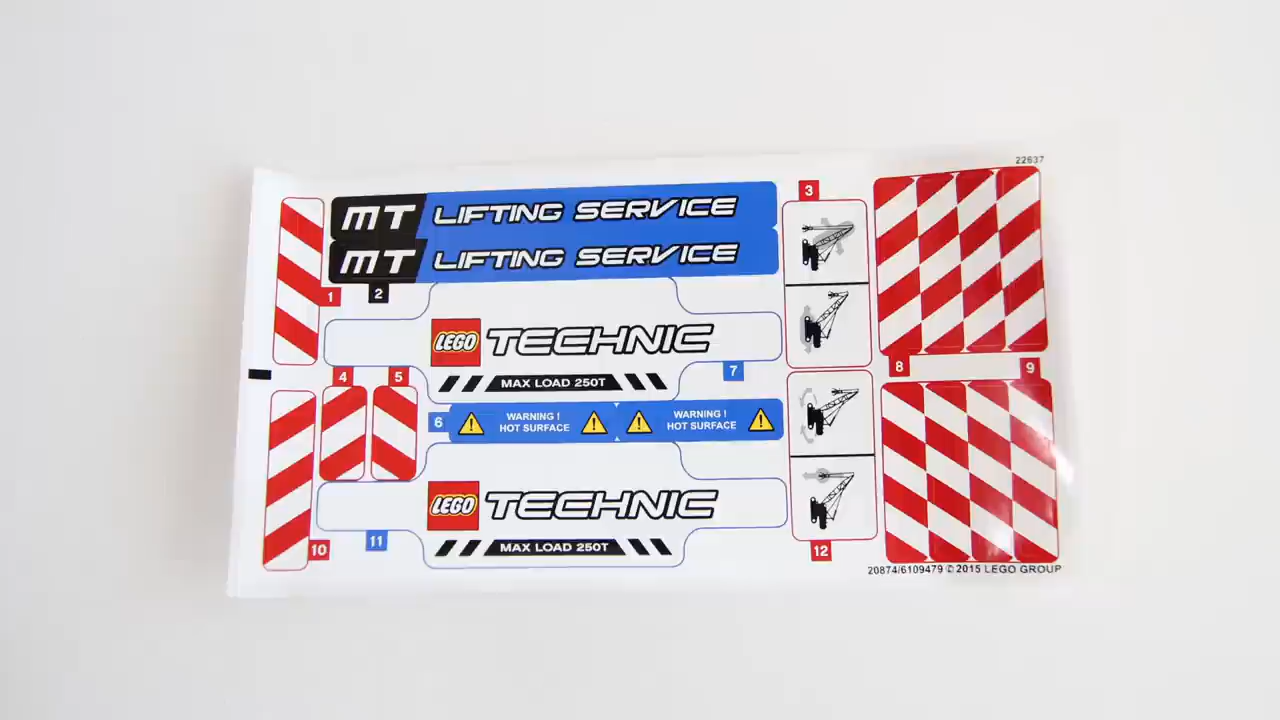 22637
3
MT LIFTING SERVICE
MT LIFTING SERVICE
1
2
LEGO TECHNIC
MAX LOAD 250T
7
8
9
4
5
6
WARNING !
HOT SURFACE
WARNING !
HOT SURFACE
LEGO TECHNIC
MAX LOAD 250T
10
11
12
20874/6109479 © 2015 LEGO GROUP